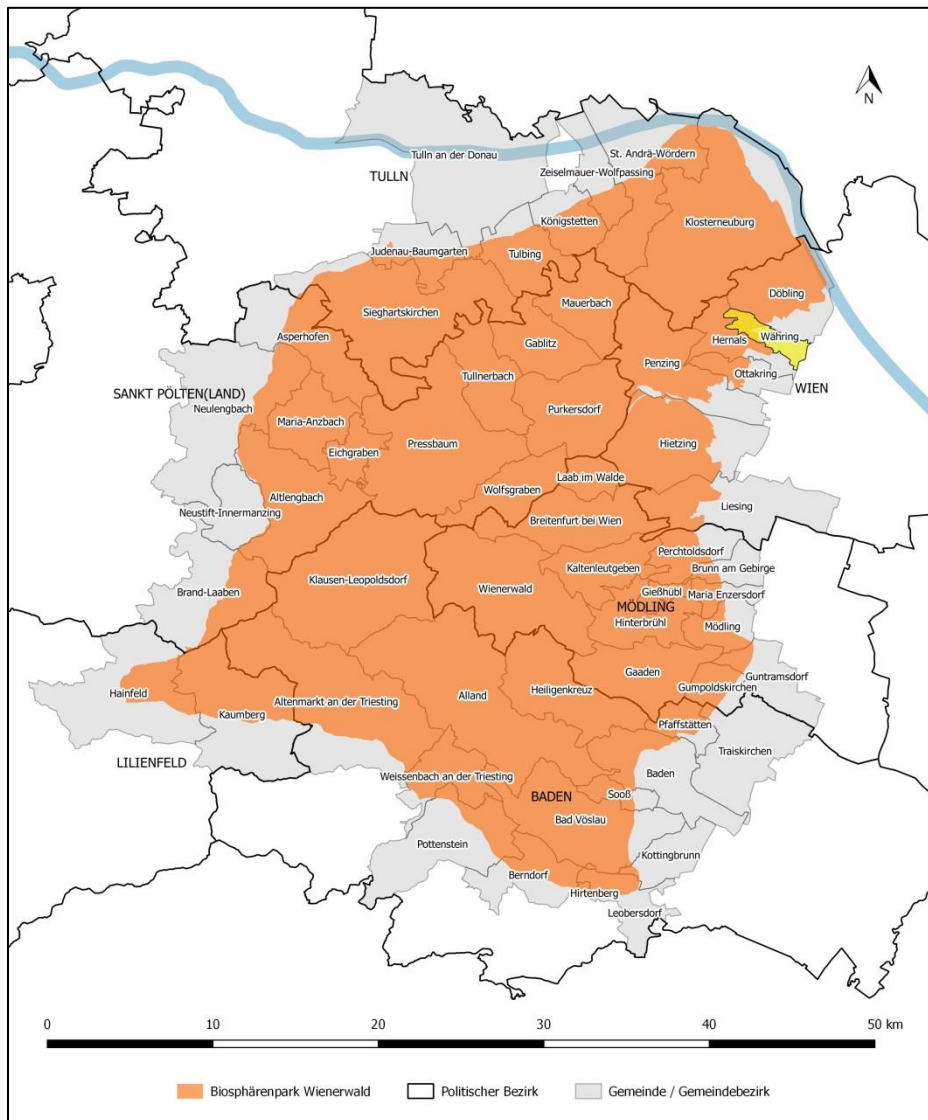 N
Tulln an der Donau
St. Andrä-Wördern
TULLN
Zeiselmauer-Wolfpassing
Königstetten
Klosterneuburg
Judenau-Baumgarten
Tulbing
Döbling
Mauerbach
Sieghartskirchen
Asperhofen
Gablitz
Hernals
Währing
Penzing
Ottakring
Tullnerbach
WIEN
SANKT PÖLTEN(LAND)
Neulengbach
Purkersdorf
Maria-Anzbach
Pressbaum
Hietzing
Eichgraben
Laab im Walde
Wolfsgraben
Altlengbach
Liesing
Neustift-Innermanzing
Breitenfurt bei Wien
Perchtoldsdorf
Kaltenleutgeben
Brunn am Gebirge
Klausen-Leopoldsdorf
Wienerwald
Brand-Laaben
Gießhübl
Maria Enzersdorf
MÖDLING
Hinterbrühl
Mödling
Gaaden
Guntramsdorf
Hainfeld
Alland
Heiligenkreuz
Gumpoldskirchen
Altenmarkt an der Triesting
Kaumberg
Pfaffstätten
Traiskirchen
LILIENFELD
Weissenbach an der Triesting
Baden
BADEN
Sooß
Bad Vöslau
Pottenstein
Kottingbrunn
Berndorf
Hirtenberg
Leobersdorf
0 10 20 30 40 50 km
Biosphärenpark Wienerwald Politischer Bezirk Gemeinde / Gemeindebezirk